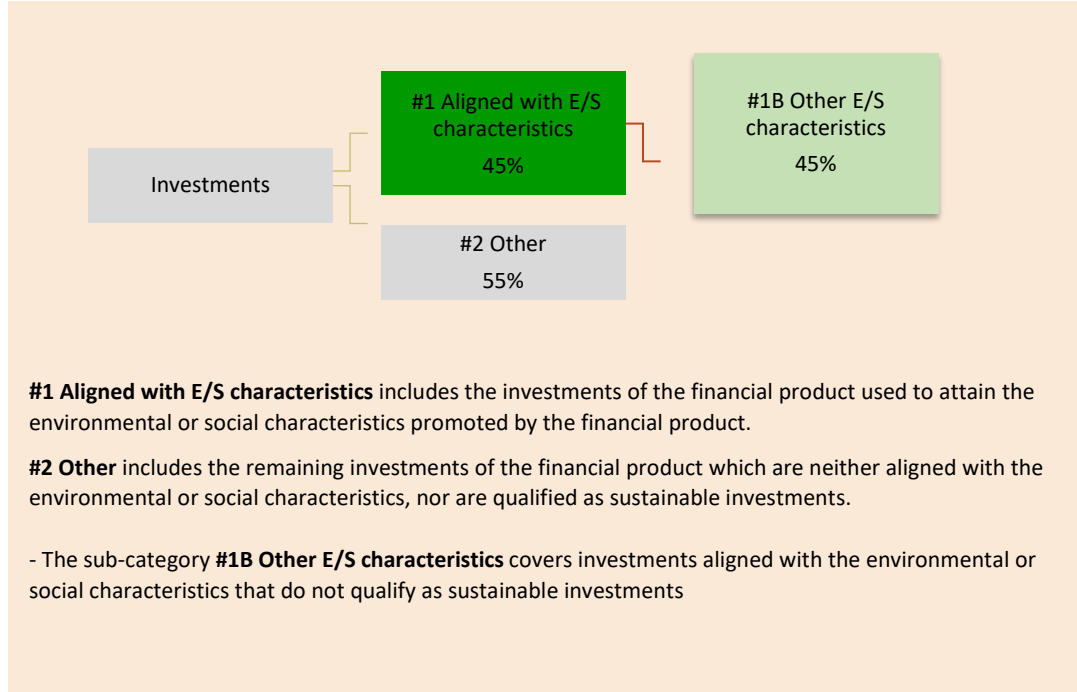 #1 Aligned with E/S
characteristics
45%
#1B Other E/S
characteristics
45%
Investments
#2 Other
55%
#1 Aligned with E/S characteristics includes the investments of the financial product used to attain the
environmental or social characteristics promoted by the financial product.
#2 Other includes the remaining investments of the financial product which are neither aligned with the
environmental or social characteristics, nor are qualified as sustainable investments.
- The sub-category #1B Other E/S characteristics covers investments aligned with the environmental or
social characteristics that do not qualify as sustainable investments